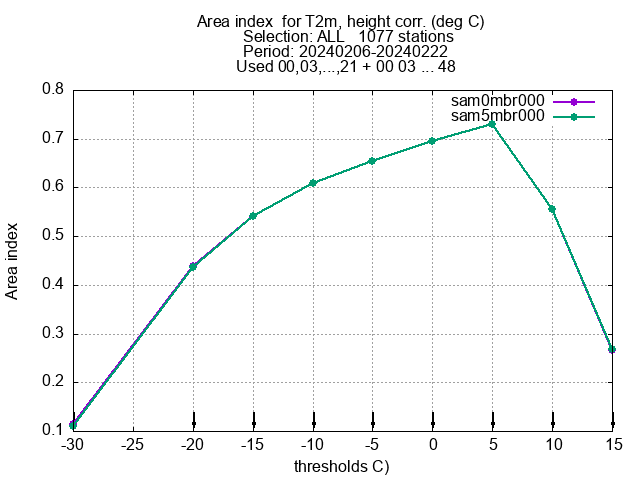 Area index  for T2m, height corr. (deg C)
Selection: ALL   1077 stations
Period: 20240206-20240222
Used 00,03,...,21 + 00 03 ... 48
sam0mbr000
sam5mbr000
0.8
0.7
0.6
0.5
0.4
0.3
0.2
0.1
Area index
-30 -25 -20 -15 -10 -5 0 5 10 15
thresholds C)